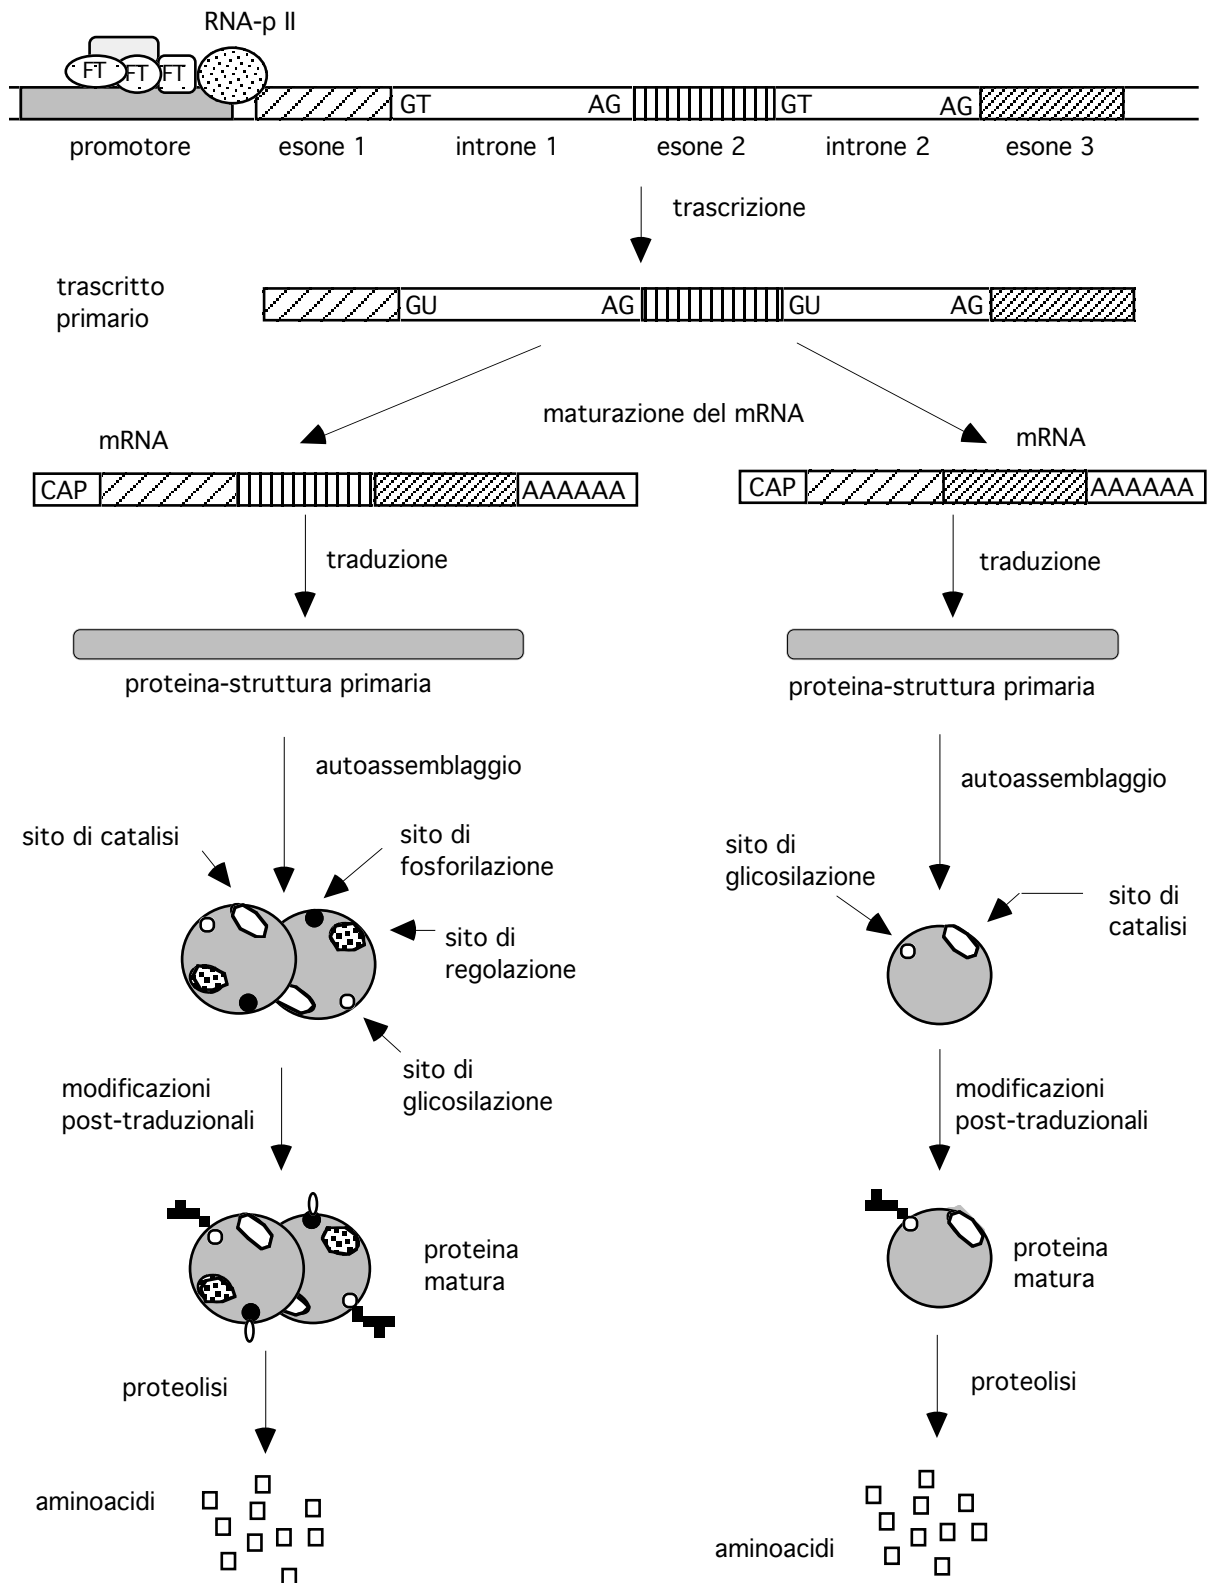 RNA-p II
FT FT FT
GT AG GT AG
promotore esone 1 introne 1 esone 2 introne 2 esone 3
trascrizione
trascritto
primario
GU AG GU AG
maturazione del mRNA
mRNA
mRNA
CAP AAAAAA
CAP AAAAAA
traduzione
traduzione
proteina-struttura primaria
proteina-struttura primaria
autoassemblaggio
autoassemblaggio
sito di catalisi
sito di
fosforilazione
sito di
glicosilazione
sito di
catalisi
sito di
regolazione
sito di
glicosilazione
modificazioni
post-traduzionali
modificazioni
post-traduzionali
proteina
matura
proteina
matura
proteolisi
proteolisi
aminoacidi
aminoacidi